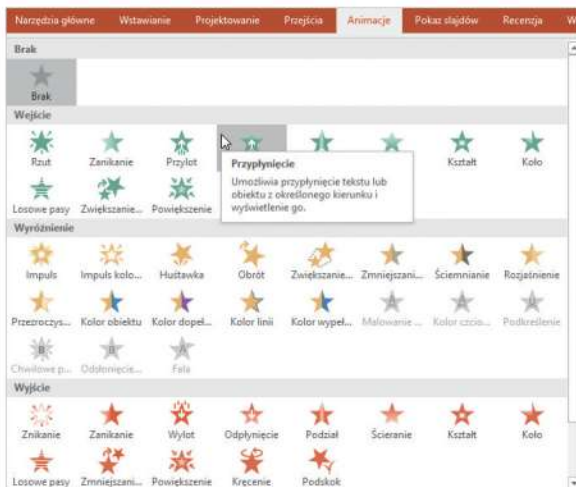 Narzędzia główne Wstawianie Projektowanie Przejścia Animacje Pokaz slajdów Recenzja W
Brak
Brak
Wejście
Rzut Zanikanie Przylot Kształt Koło
Przypłynięcie
Umożliwia przypłynięcie tekstu lub
obiektu z określonego kierunku i
wyświetlenie go.
Losowe pasy Zwiększanie... Powiększenie
Wyróżnienie
Impuls Impuls kolo... Huśtawka Obrót Zwiększanie... Zmniejszani... Ściemnianie Rozjaśnienie
Przezroczys... Kolor obiektu Kolor dopeł... Kolor linii Kolor wypeł... Malowanie ... Kolor czcio... Podkreślenie
Chwilowe p... Odsłonięcie... Fala
Wyjście
Znikanie Zanikanie Wylot Odpłynięcie Podział Ścieranie Kształt Koło
Losowe pasy Zmniejszani... Powiększenie Kręcenie Podskok